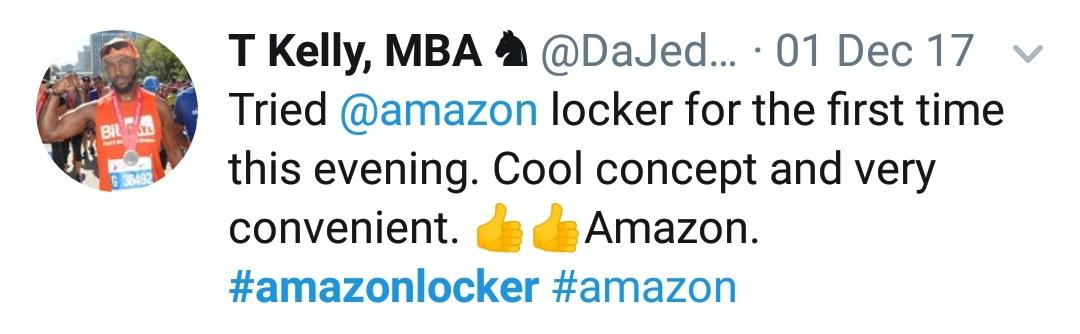 T Kelly, MBA ♞ @DaJed... · 01 Dec 17
Tried @amazon locker for the first time
this evening. Cool concept and very
convenient. 👍👍Amazon.
#amazonlocker #amazon
G 36492